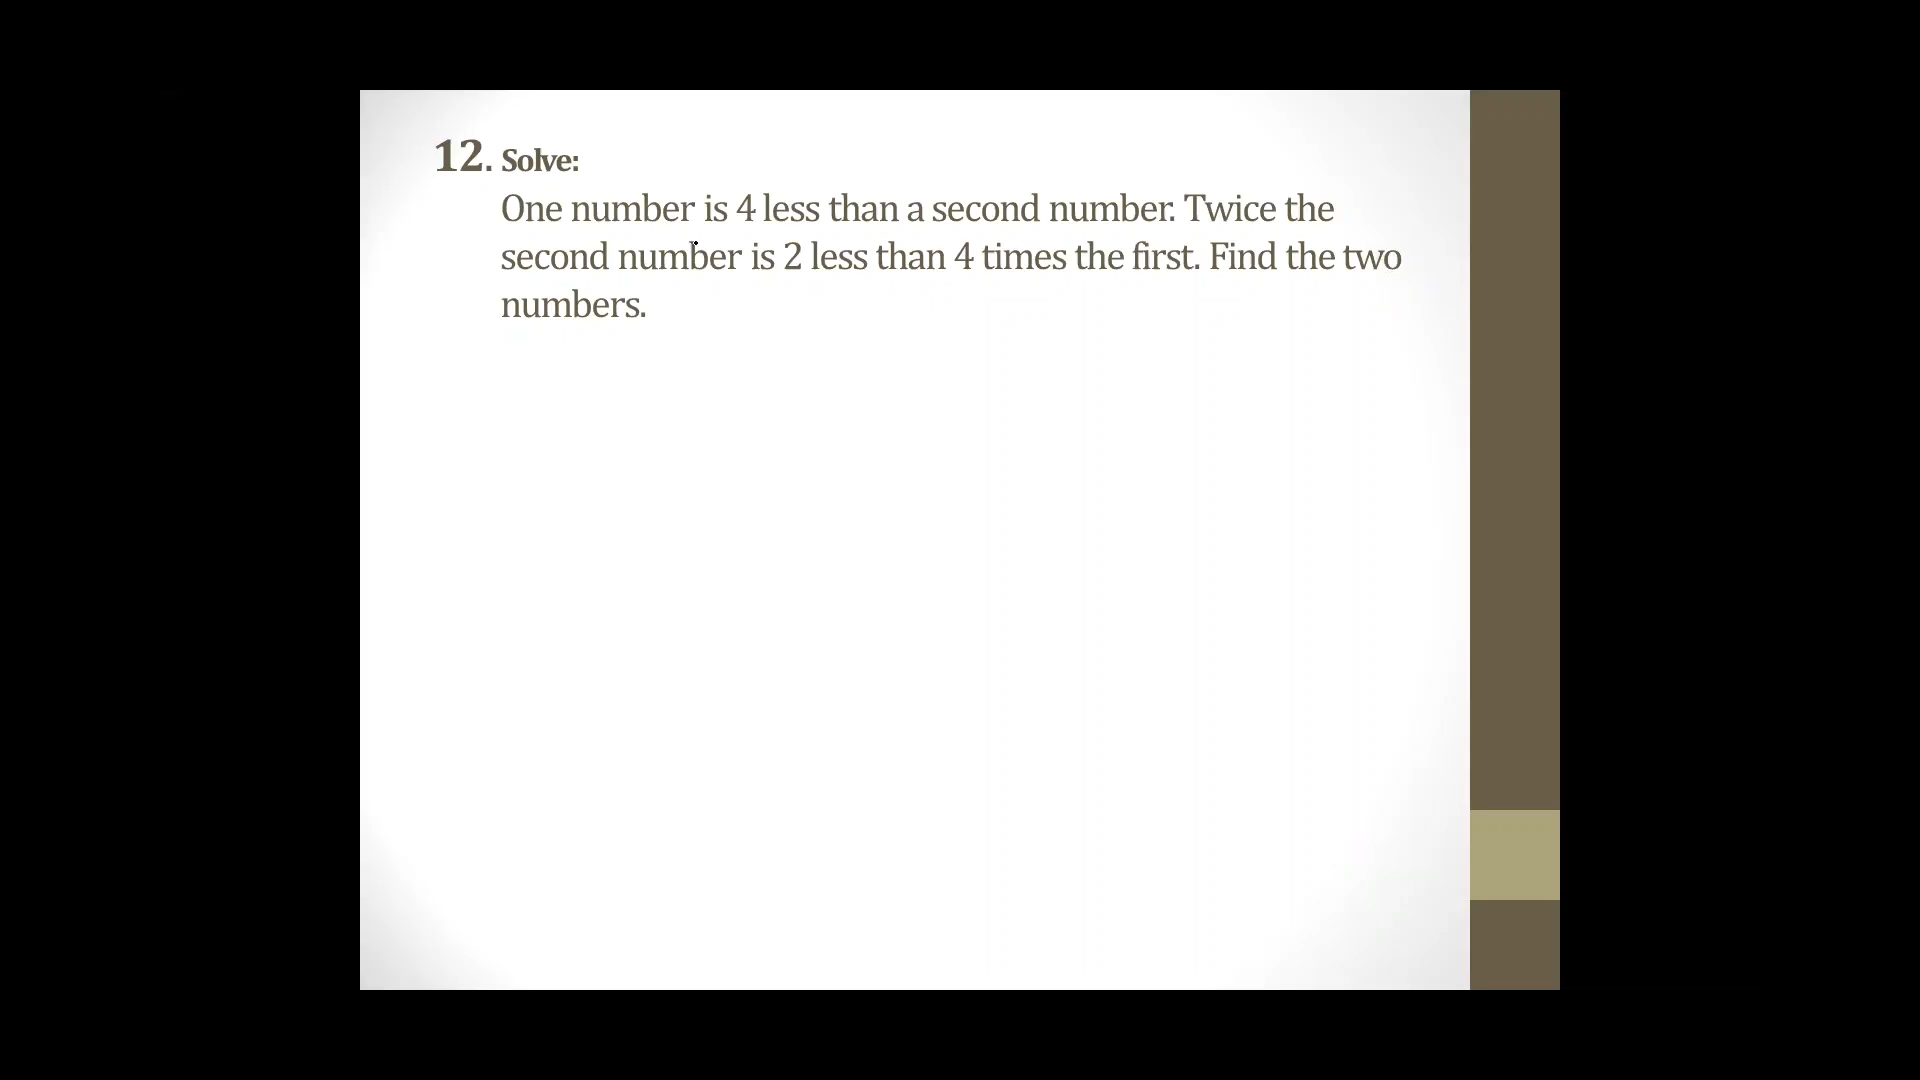 12. Solve:
One number is 4 less than a second number. Twice the
second number is 2 less than 4 times the first. Find the two
numbers.